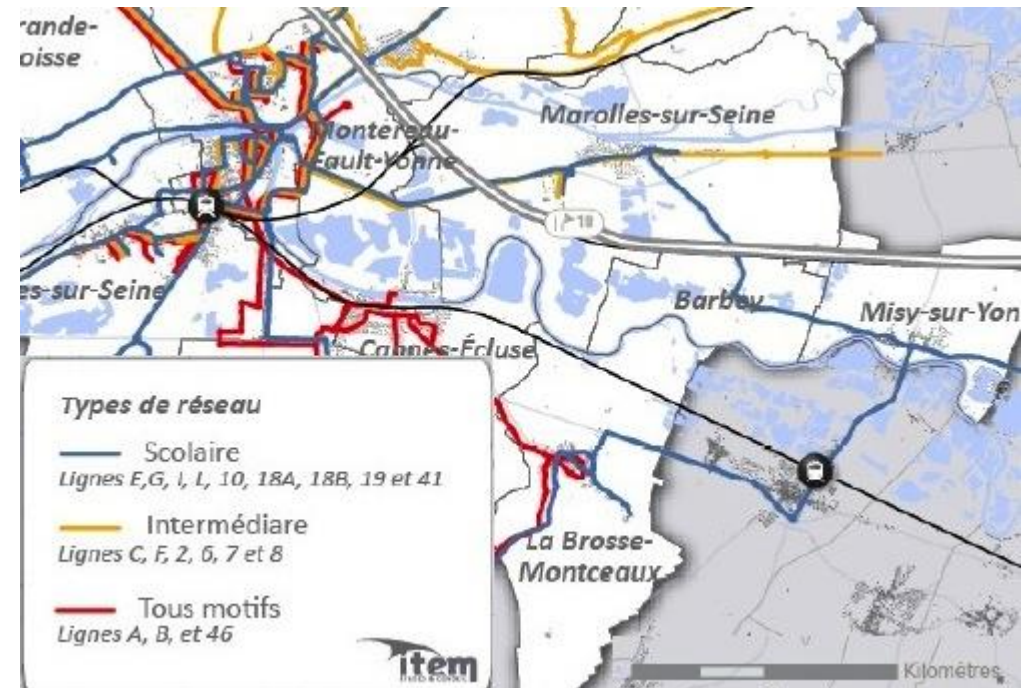 rande-
oisse
Montereau-
Fault-Yonne
Marolles-sur-Seine
18
es-sur-Seine
Barbey
Misy-sur-Yon
Cannes-Écluse
Types de réseau
Scolaire
Lignes E,G, I, L, 10, 18A, 18B, 19 et 41
Intermédiare
Lignes C, F, 2, 6, 7 et 8
Tous motifs
Lignes A, B, et 46
item
La Brosse-
Montceaux
Kilomètres